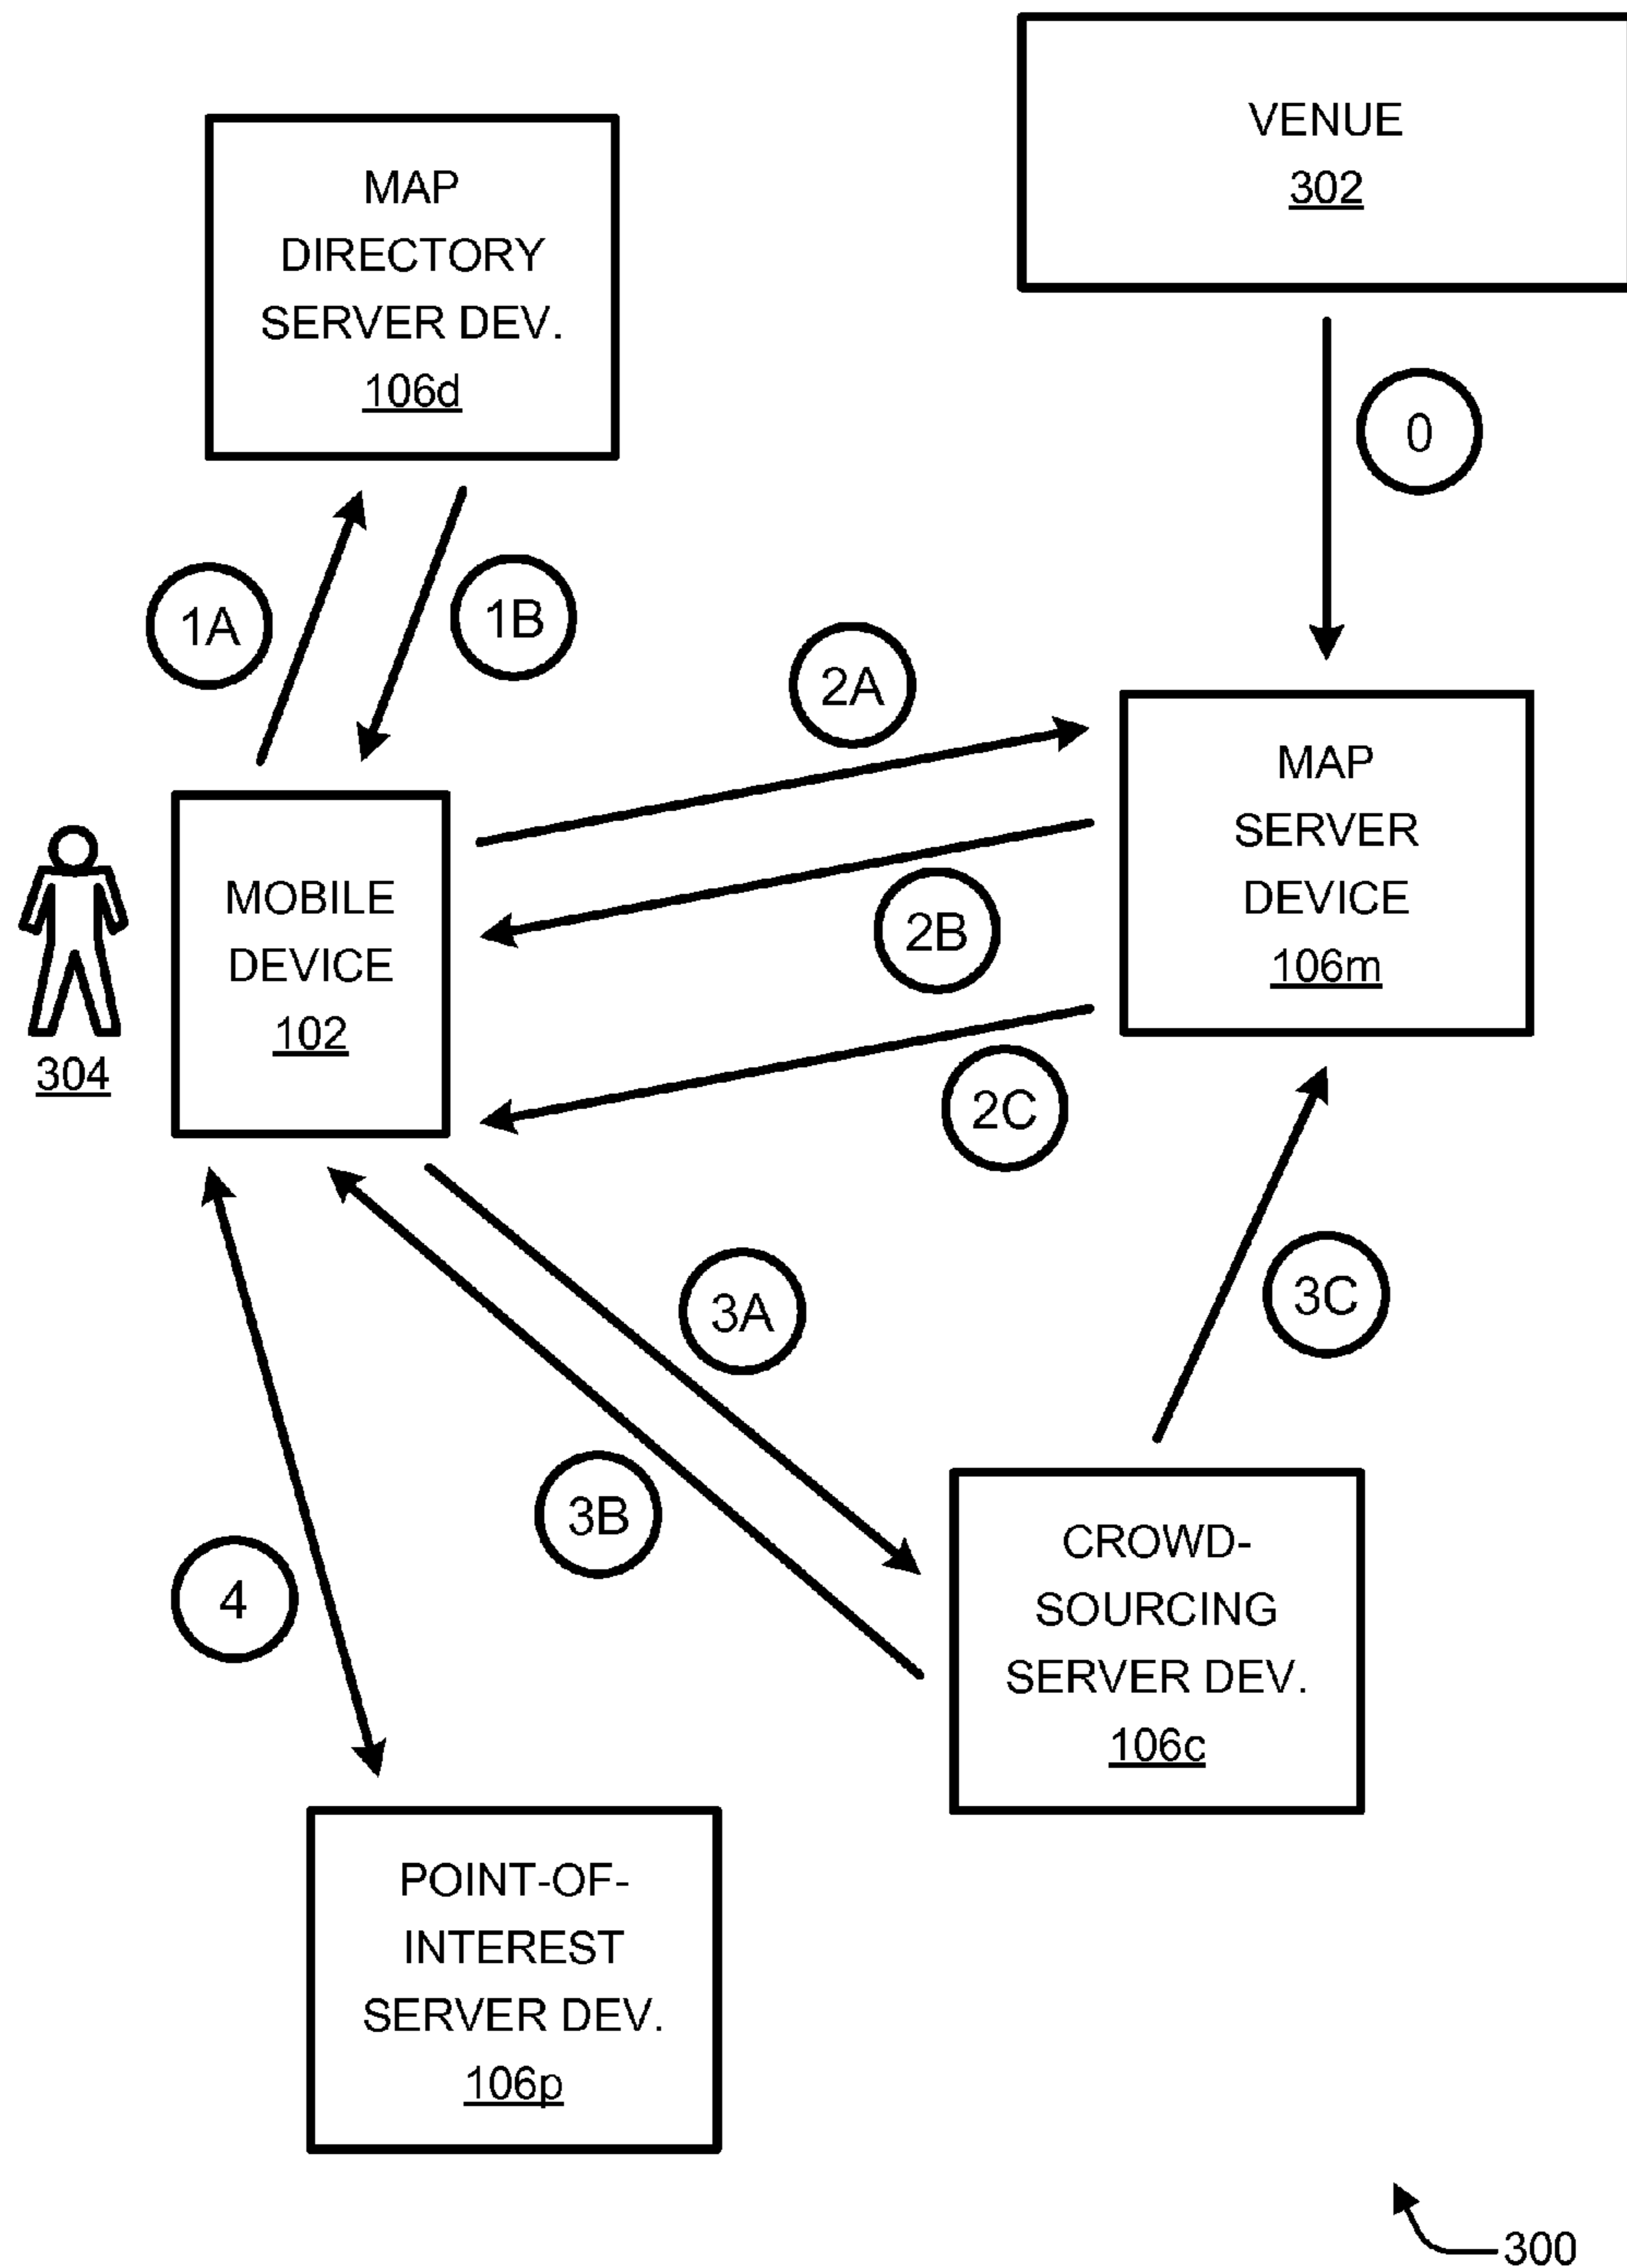 VENUE
302
MAP
DIRECTORY
SERVER DEV.
106d
0
1A
1B
2A
MAP
SERVER
DEVICE
106m
MOBILE
DEVICE
102
304
2B
2C
3A
3C
3B
4
CROWD-
SOURCING
SERVER DEV.
106c
POINT-OF-
INTEREST
SERVER DEV.
106p
300